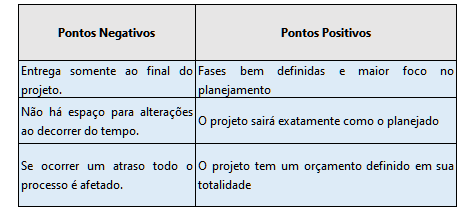 Pontos Negativos
Pontos Positivos
Entrega somente ao final do
projeto.
Fases bem definidas e maior foco no
planejamento
Não há espaço para alterações
ao decorrer do tempo.
O projeto sairá exatamente como o planejado
Se ocorrer um atraso todo o
processo é afetado.
O projeto tem um orçamento definido em sua
totalidade